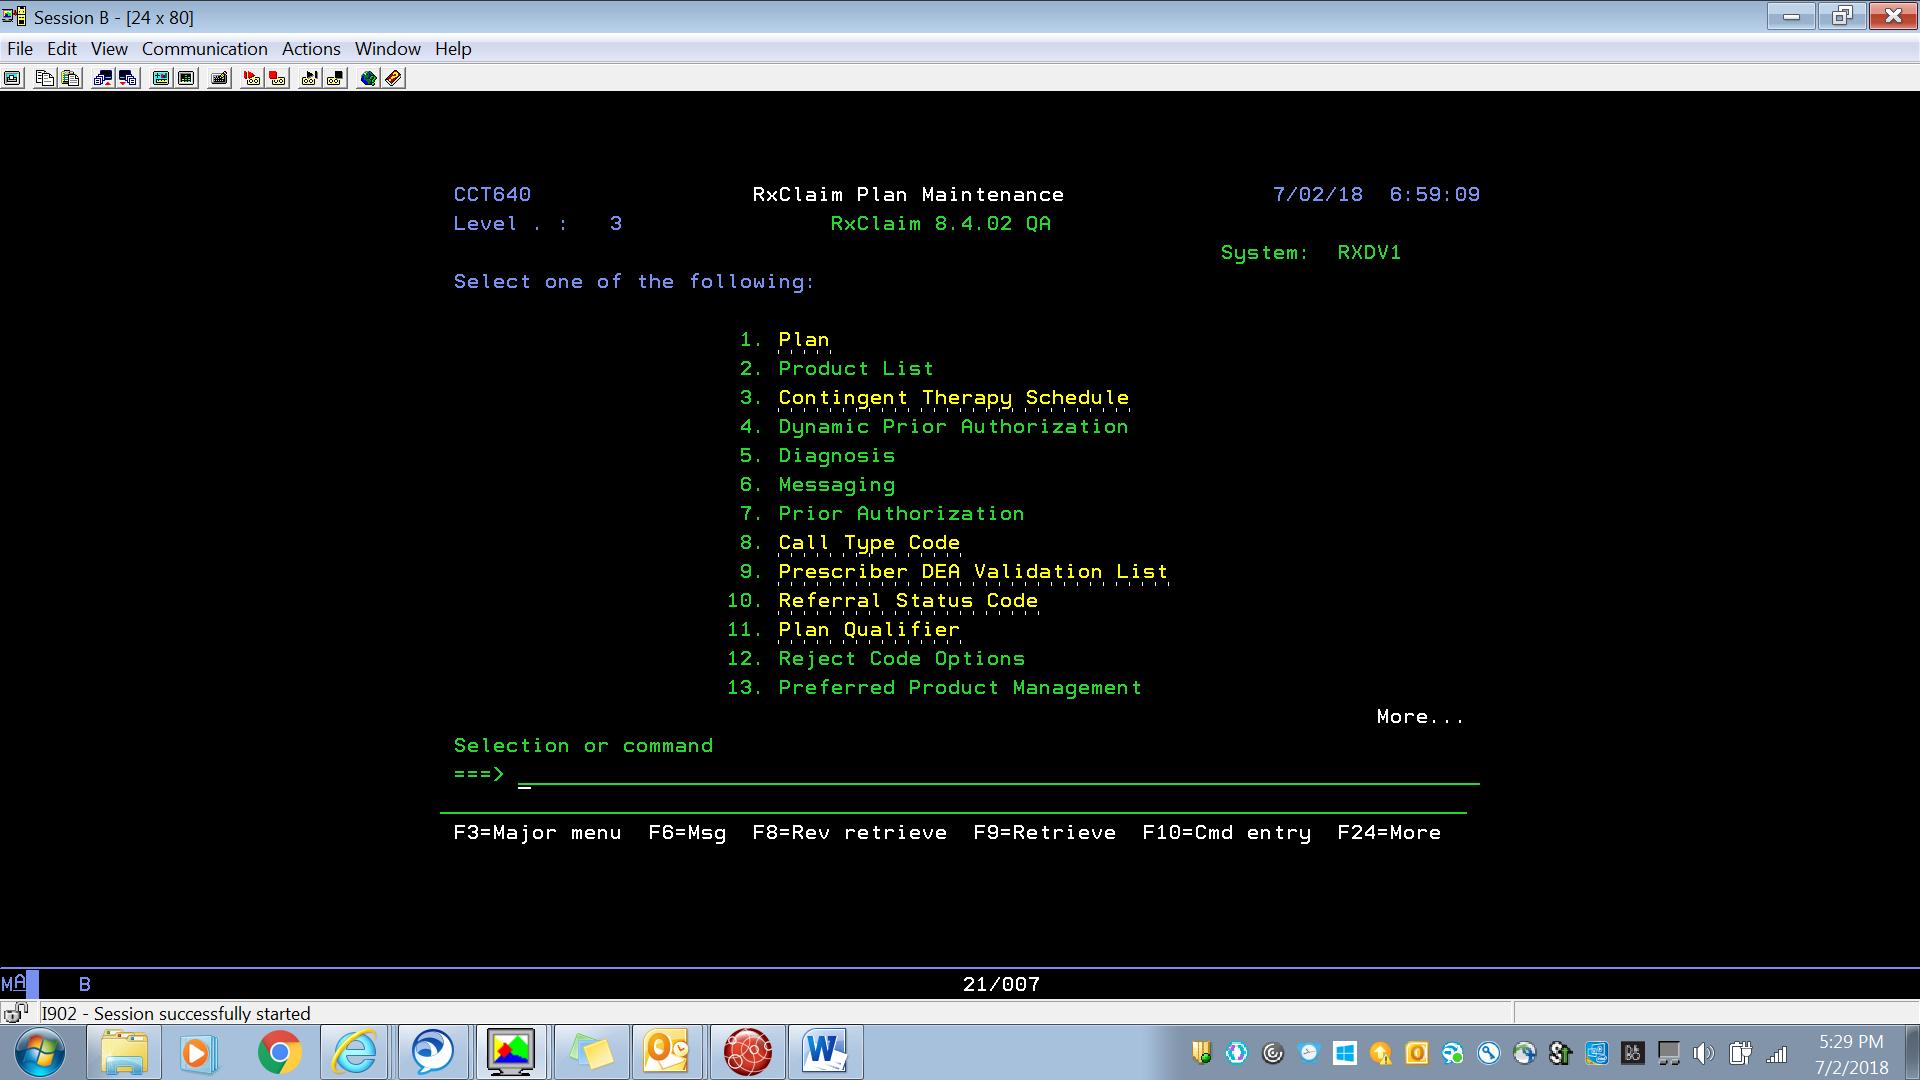 Session B - [24 x 80]
File Edit View Communication Actions Window Help
CCT640 RxClaim Plan Maintenance 7/02/18 6:59:09
Level . : 3 RxClaim 8.4.02 QA
System: RXDV1
Select one of the following:
1. Plan
2. Product List
3. Contingent Therapy Schedule
4. Dynamic Prior Authorization
5. Diagnosis
6. Messaging
7. Prior Authorization
8. Call Type Code
9. Prescriber DEA Validation List
10. Referral Status Code
11. Plan Qualifier
12. Reject Code Options
13. Preferred Product Management
More...
Selection or command
===>
F3=Major menu F6=Msg F8=Rev retrieve F9=Retrieve F10=Cmd entry F24=More
MA B 21/007
I902 - Session successfully started
5:29 PM
7/2/2018